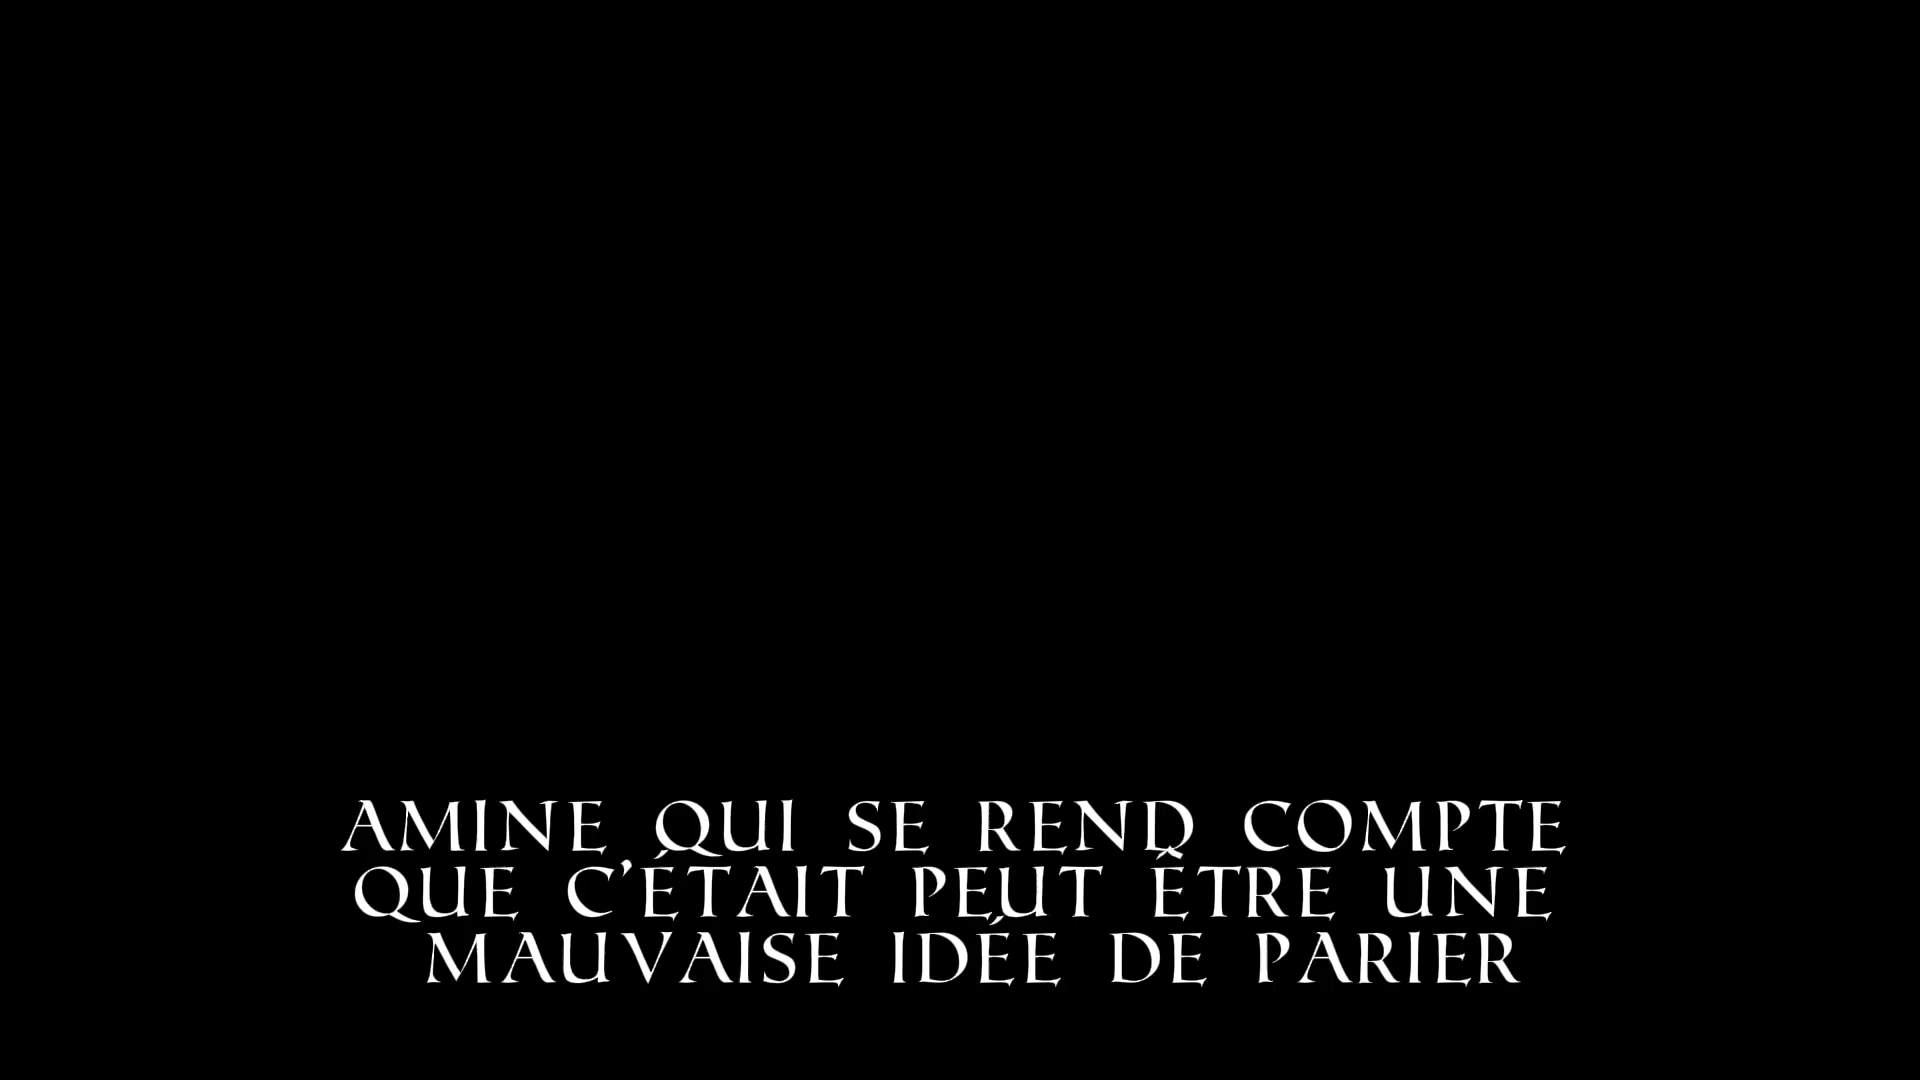 AMINE QUI SE REND COMPTE
QUE C'ÉTAIT PEUT ÊTRE UNE
MAUVAISE IDÉE DE PARIER